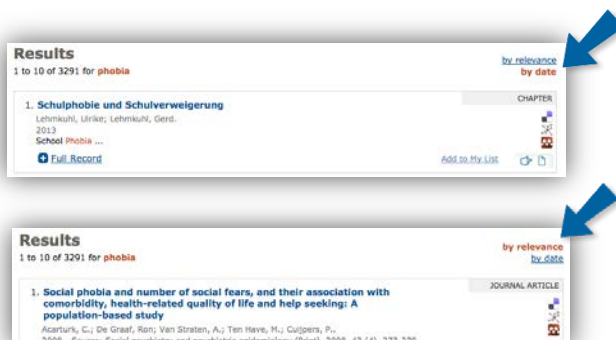 Results
by relevance
1 to 10 of 3291 for phobia
by date
CHAPTER
1. Schulphobie und Schulverweigerung
Lehmkuhl, Ulrike; Lehmkuhl, Gerd.
2013
School Phobia ...
Full Record
Add to My List
Results
by relevance
1 to 10 of 3291 for phobia
by date
JOURNAL ARTICLE
1. Social phobia and number of social fears, and their association with
comorbidity, health-related quality of life and help seeking: A
population-based study
Acarturk, C.; De Graaf, Ron; Van Straten, A.; Ten Have, M.; Cuijpers, P..